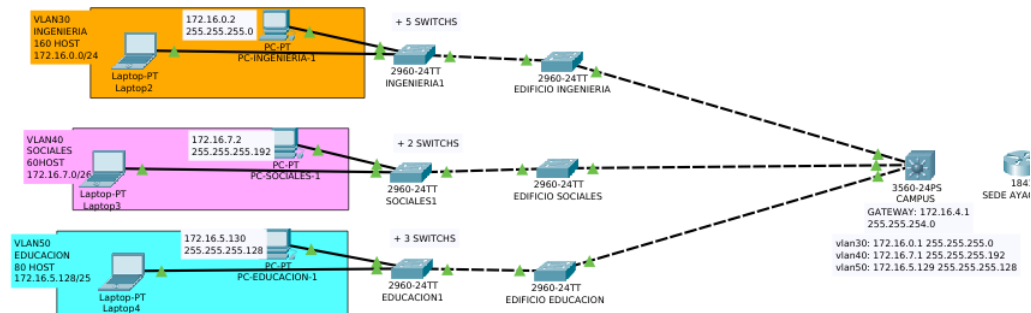 VLAN30
INGENIERIA
160 HOST
172.16.0.0/24
172.16.0.2
255.255.255.0
PC-PT
PC-INGENIERIA-1
Laptop-PT
Laptop2
+ 5 SWITCHS
2960-24TT
INGENIERIA1
2960-24TT
EDIFICIO INGENIERIA
VLAN40
SOCIALES
60HOST
172.16.7.0/26
172.16.7.2
255.255.255.192
PC-PT
PC-SOCIALES-1
Laptop-PT
Laptop3
+ 2 SWITCHS
2960-24TT
SOCIALES1
2960-24TT
EDIFICIO SOCIALES
3560-24PS
CAMPUS
GATEWAY: 172.16.4.1
255.255.254.0
vlan30: 172.16.0.1 255.255.255.0
vlan40: 172.16.7.1 255.255.255.192
vlan50: 172.16.5.129 255.255.255.128
184
SEDE AYA
VLAN50
EDUCACION
80 HOST
172.16.5.128/25
172.16.5.130
255.255.255.128
PC-PT
PC-EDUCACION-1
Laptop-PT
Laptop4
+ 3 SWITCHS
2960-24TT
EDUCACION1
2960-24TT
EDIFICIO EDUCACION